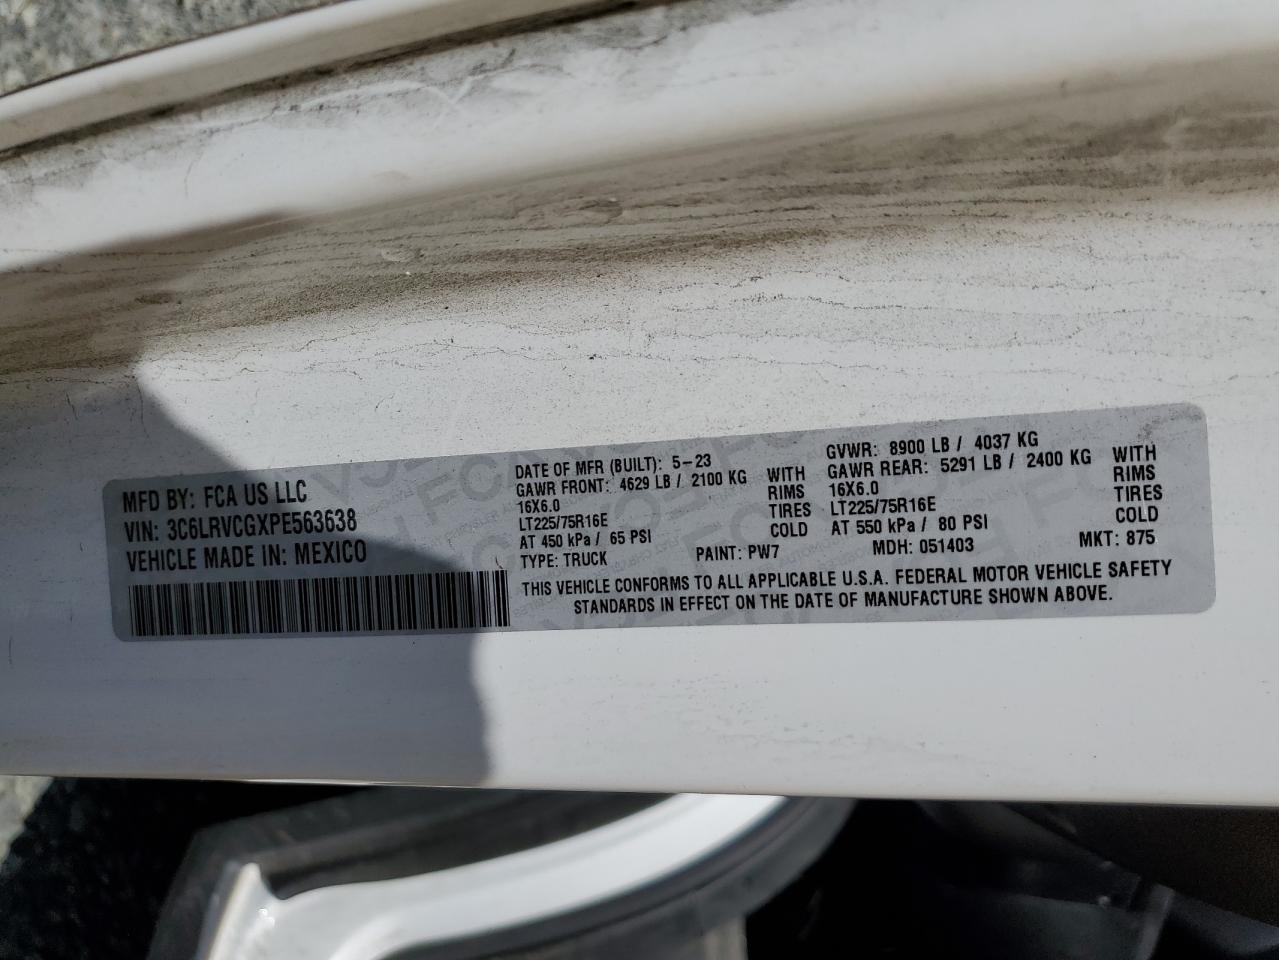 MFD BY: FCA US LLC
VIN: 3C6LRVCGXPE563638
VEHICLE MADE IN: MEXICO
DATE OF MFR (BUILT): 5-23
GAWR FRONT: 4629 LB / 2100 KG WITH
16X6.0 RIMS
LT225/75R16E TIRES
AT 450 kPa / 65 PSI COLD
GVWR: 8900 LB / 4037 KG
GAWR REAR: 5291 LB / 2400 KG WITH
16X6.0 RIMS
LT225/75R16E TIRES
AT 550 kPa / 80 PSI COLD
TYPE: TRUCK PAINT: PW7 MDH: 051403 MKT: 875
THIS VEHICLE CONFORMS TO ALL APPLICABLE U.S.A. FEDERAL MOTOR VEHICLE SAFETY
STANDARDS IN EFFECT ON THE DATE OF MANUFACTURE SHOWN ABOVE.